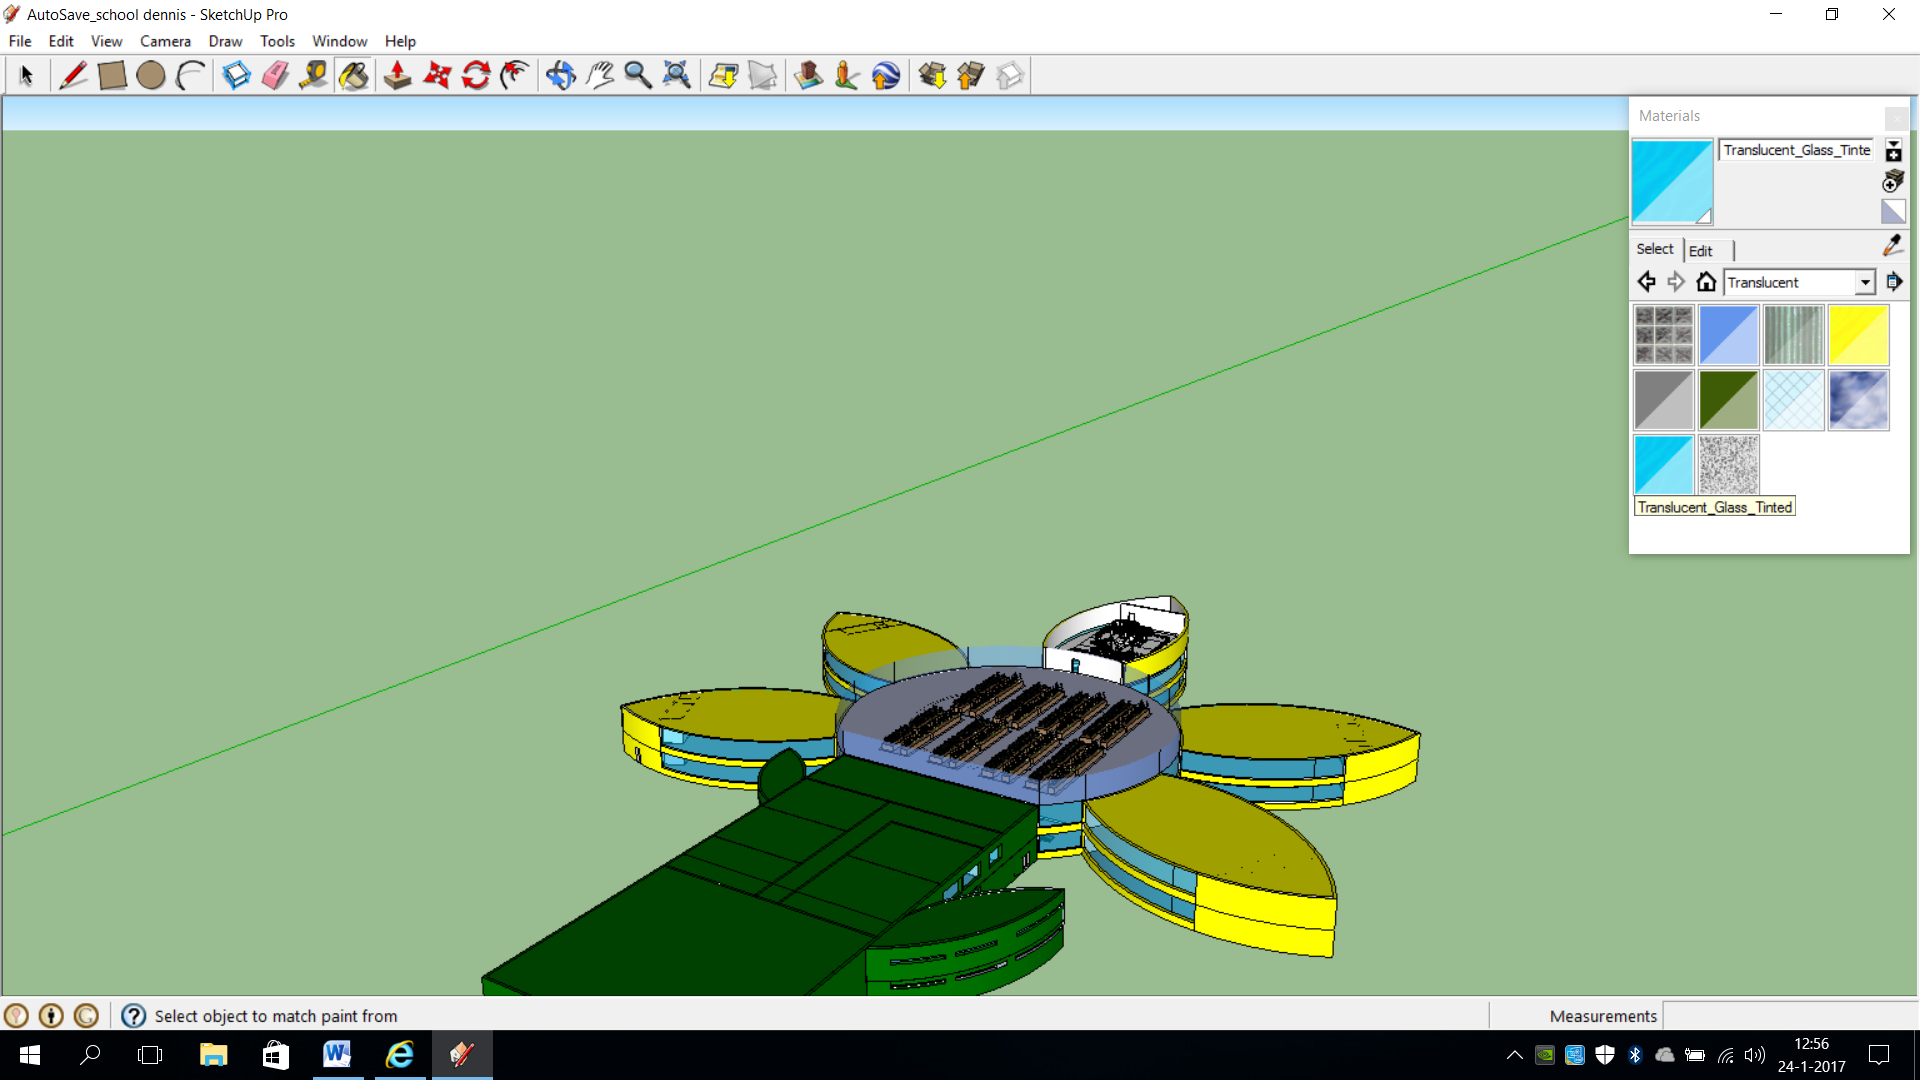 AutoSave_school dennis - SketchUp Pro
File Edit View Camera Draw Tools Window Help
Materials
Translucent_Glass_Tinte
Select Edit
Translucent
Translucent_Glass_Tinted
Select object to match paint from
Measurements
12:56
24-1-2017